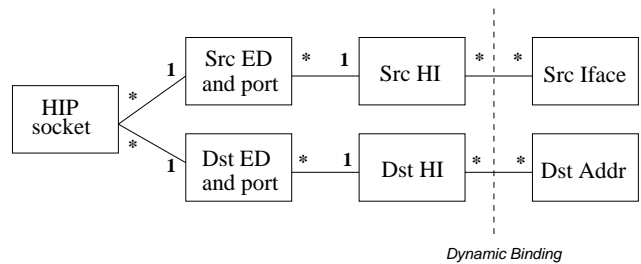 HIP
socket
*
*
1
1
Src ED
and port
*
1
Src HI
*
*
Src Iface
Dst ED
and port
*
1
Dst HI
*
*
Dst Addr
Dynamic Binding